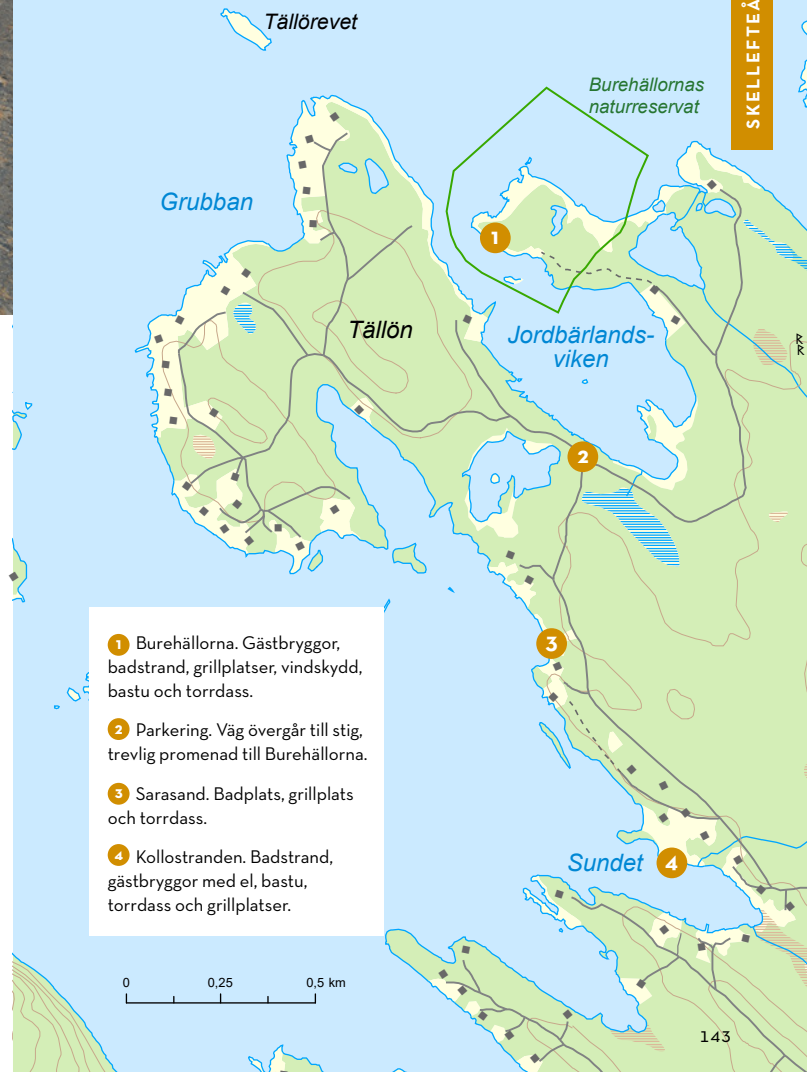 Tällörevet
SKELLEFTEÅ
Burehällornas
naturreservat
Grubban
1
Tällön
Jordbärlands-
viken
R
R
2
3
1 Burehällorna. Gästbryggor,
badstrand, grillplatser, vindskydd,
bastu och torrdass.
2 Parkering. Väg övergår till stig,
trevlig promenad till Burehällorna.
3 Sarasand. Badplats, grillplats
och torrdass.
4 Kollostranden. Badstrand,
gästbryggor med el, bastu,
torrdass och grillplatser.
Sundet
4
0 0,25 0,5 km
143